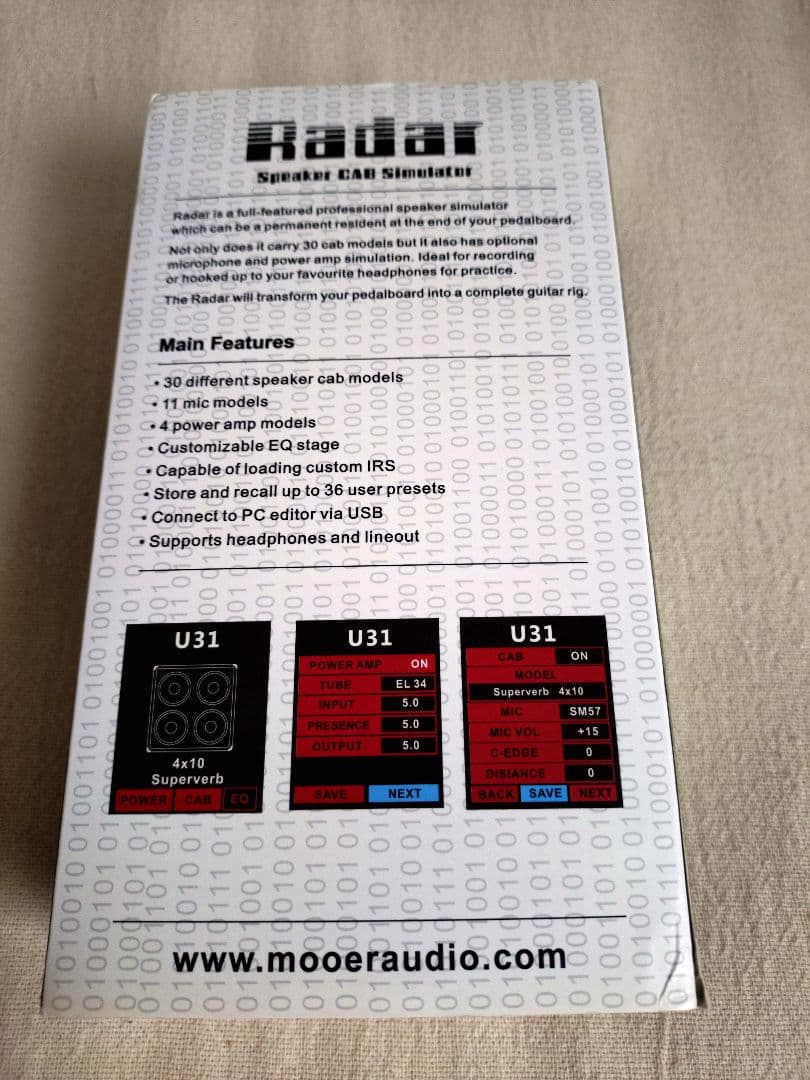 Radar
Speaker CAB Simulator
Radar is a full-featured professional speaker simulator
which can be a permanent resident at the end of your pedalboard.
Not only does it carry 30 cab models but it also has optional
microphone and power amp simulation. Ideal for recording
or hooked up to your favourite headphones for practice.
The Radar will transform your pedalboard into a complete guitar rig.
Main Features
• 30 different speaker cab models
• 11 mic models
• 4 power amp models
• Customizable EQ stage
• Capable of loading custom IRS
• Store and recall up to 36 user presets
• Connect to PC editor via USB
• Supports headphones and lineout
U31
4x10
Superverb
POWER CAB EQ
U31
POWER AMP ON
TUBE EL 34
INPUT 5.0
PRESENCE 5.0
OUTPUT 5.0
SAVE NEXT
U31
CAB ON
MODEL
Superverb 4x10
MIC SM57
MIC VOL +15
C-EDGE 0
DISIANCE 0
BACK SAVE NEXT
www.mooeraudio.com